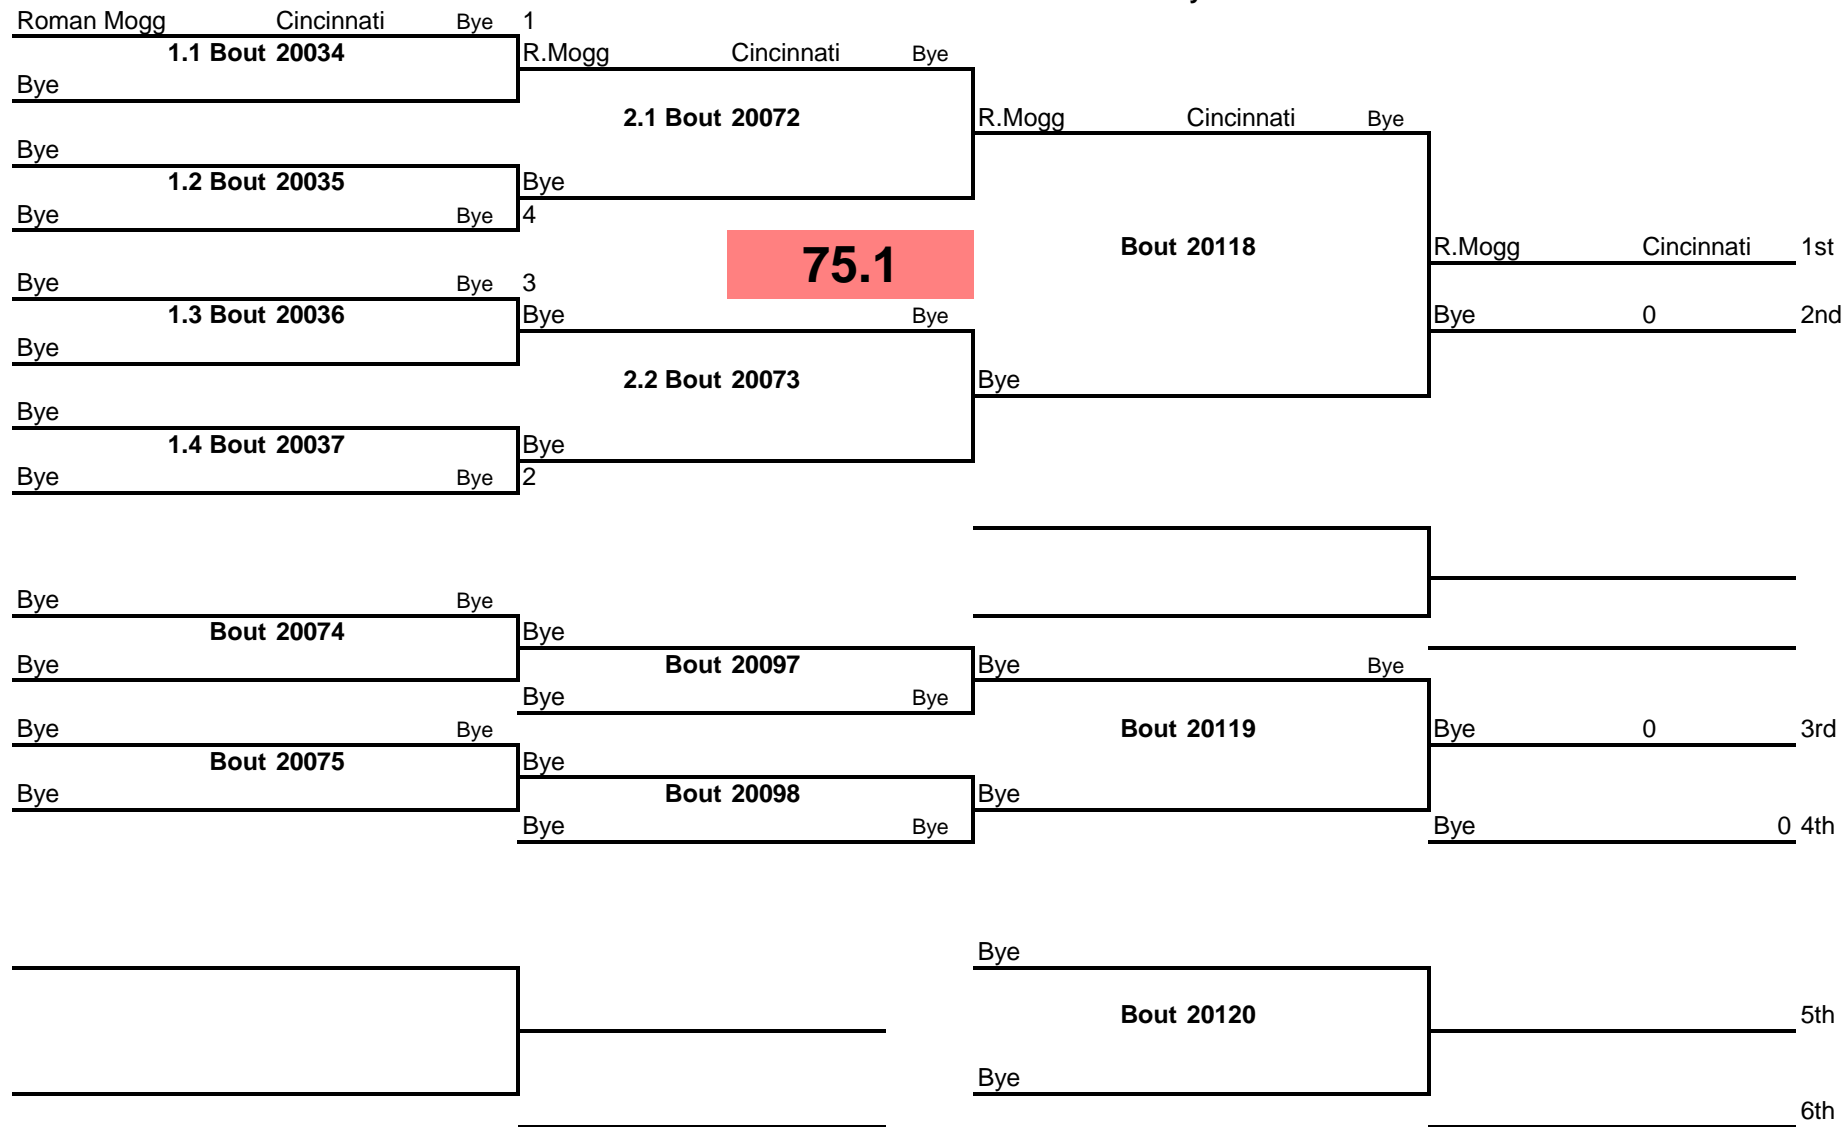 Roman Mogg Cincinnati Bye 1
1.1 Bout 20034 R.Mogg Cincinnati Bye
Bye
2.1 Bout 20072 R.Mogg Cincinnati Bye
Bye
1.2 Bout 20035 Bye
Bye Bye 4
75.1 Bout 20118 R.Mogg Cincinnati 1st
Bye Bye 3
1.3 Bout 20036 Bye Bye Bye 0 2nd
Bye
2.2 Bout 20073 Bye
Bye
1.4 Bout 20037 Bye
Bye Bye 2
Bye Bye
Bout 20074 Bye
Bye Bout 20097 Bye Bye
Bye Bye
Bye Bye Bout 20119 Bye 0 3rd
Bout 20075 Bye
Bye Bout 20098 Bye
Bye Bye Bye 0 4th
Bye
Bout 20120 5th
Bye
6th